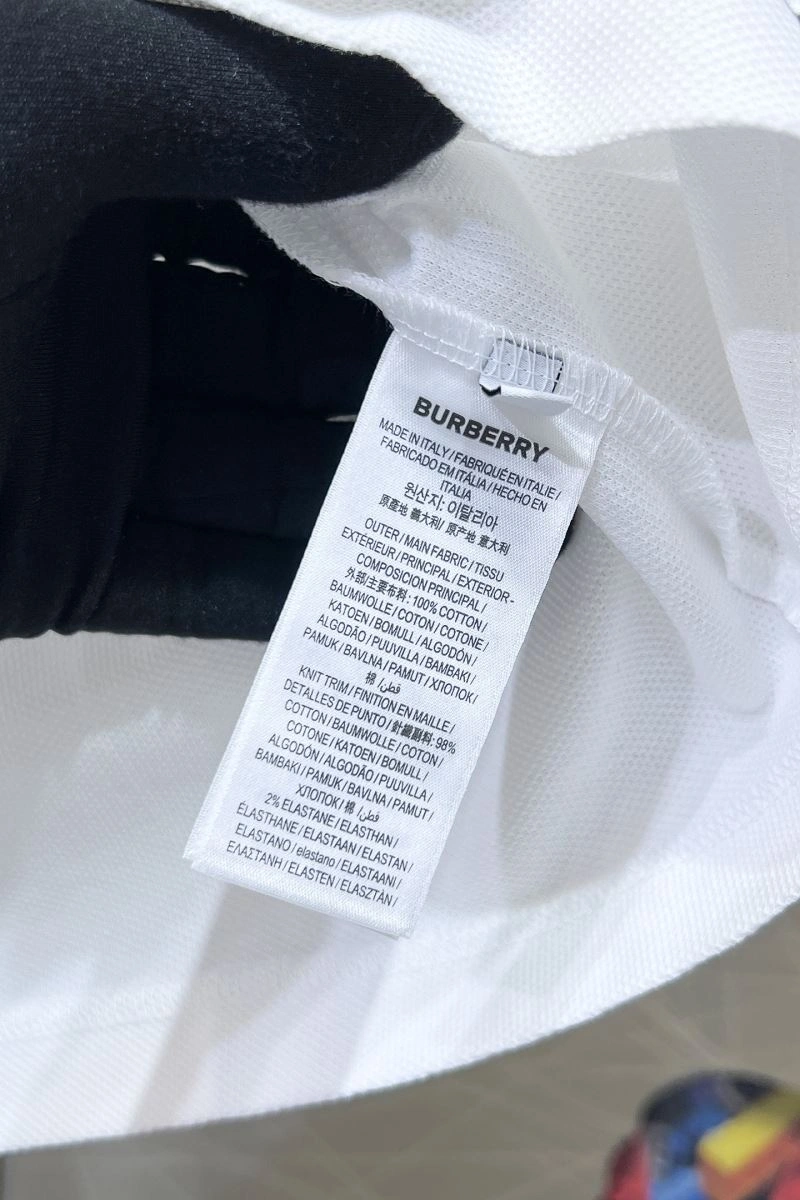 BURBERRY
MADE IN ITALY / FABRIQUÉ EN ITALIE /
FABRICADO EM ITÁLIA / HECHO EN
ITALIA
원산지: 이탈리아
原產地 義大利/ 原产地 意大利
OUTER / MAIN FABRIC / TISSU
EXTÉRIEUR / PRINCIPAL / EXTERIOR -
COMPOSICION PRINCIPAL /
外部/主要布料: 100% COTTON /
BAUMWOLLE / COTON / COTONE /
KATOEN / BOMULL / ALGODÓN /
ALGODÃO / PUUVILLA / BAMBAKI /
PAMUK / BAVLNA / PAMUT / ХЛОПОК /
棉 /قطن
KNIT TRIM / FINITION EN MAILLE /
DETALLES DE PUNTO / 針織副料: 98%
COTTON / BAUMWOLLE / COTON /
COTONE / KATOEN / BOMULL /
ALGODÓN / ALGODÃO / PUUVILLA /
BAMBAKI / PAMUK / BAVLNA / PAMUT /
ХЛОПОК / 棉 /قطن
2% ELASTANE / ELASTHAN /
ÉLASTHANE / ELASTAAN / ELASTAN /
ELASTANO / elastano / ELASTAANI /
ΕΛΑΣΤΑΝΗ / ELASTEN / ELASZTÁN /